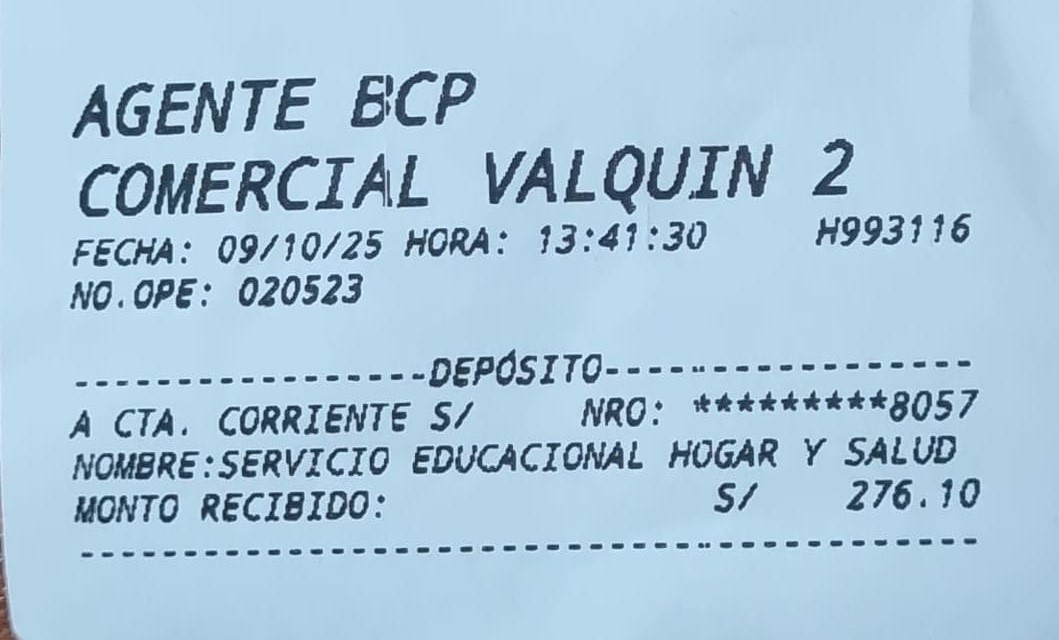 AGENTE BCP
COMERCIAL VALQUIN 2
FECHA: 09/10/25 HORA: 13:41:30 H993116
NO.OPE: 020523
-----------------DEPÓSITO-----------------
A CTA. CORRIENTE S/ NRO: *********8057
NOMBRE:SERVICIO EDUCACIONAL HOGAR Y SALUD
MONTO RECIBIDO: S/ 276.10
------------------------------------------